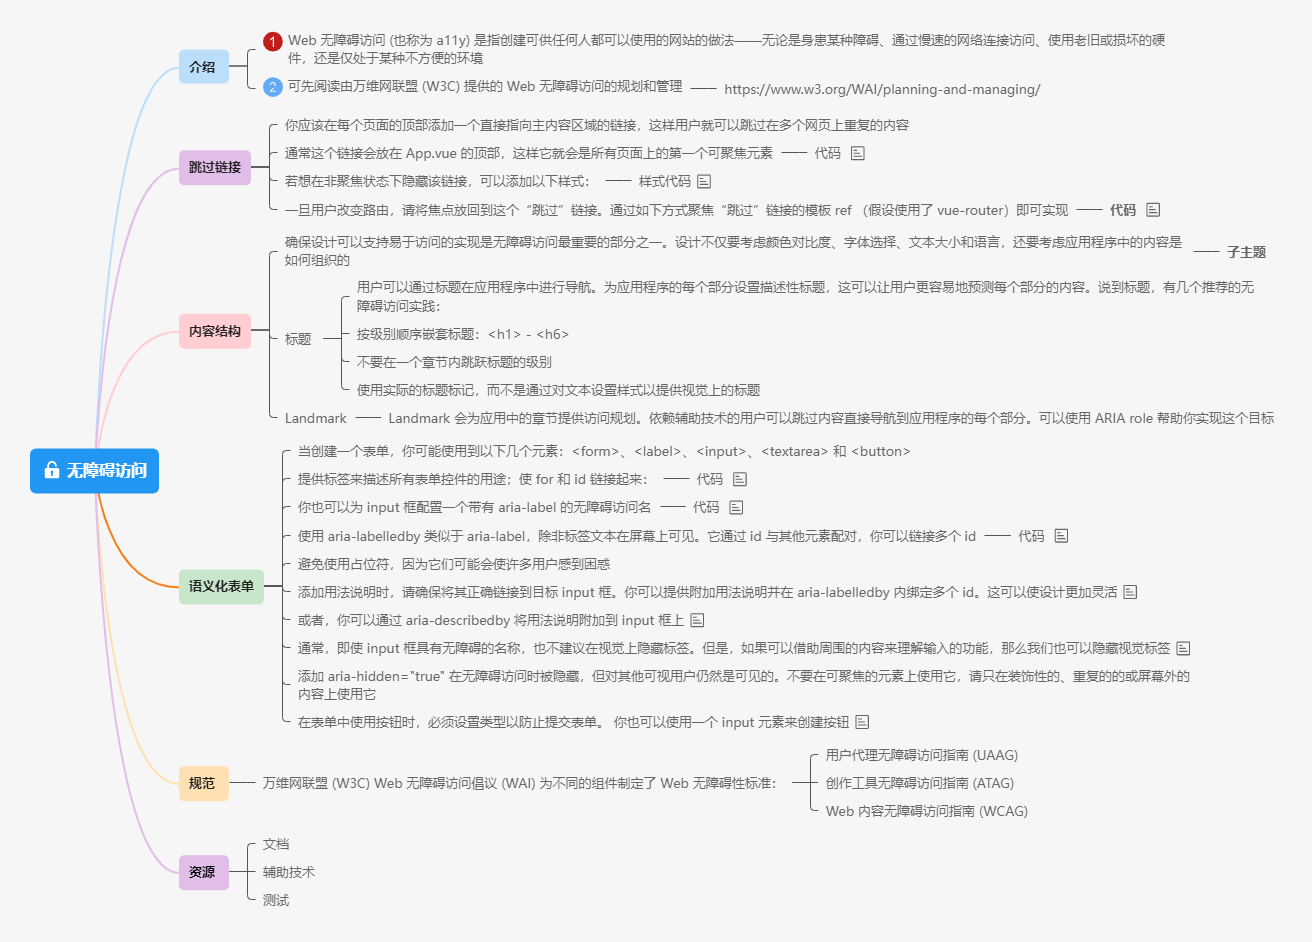 无障碍访问
介绍
1 Web 无障碍访问 (也称为 a11y) 是指创建可供任何人都可以使用的网站的做法——无论是身患某种障碍、通过慢速的网络连接访问、使用老旧或损坏的硬
件，还是仅处于某种不方便的环境
2 可先阅读由万维网联盟 (W3C) 提供的 Web 无障碍访问的规划和管理 https://www.w3.org/WAI/planning-and-managing/
跳过链接
你应该在每个页面的顶部添加一个直接指向主内容区域的链接，这样用户就可以跳过在多个网页上重复的内容
通常这个链接会放在 App.vue 的顶部，这样它就会是所有页面上的第一个可聚焦元素 代码
若想在非聚焦状态下隐藏该链接，可以添加以下样式： 样式代码
一旦用户改变路由，请将焦点放回到这个“跳过”链接。通过如下方式聚焦“跳过”链接的模板 ref （假设使用了 vue-router）即可实现 代码
内容结构
确保设计可以支持易于访问的实现是无障碍访问最重要的部分之一。设计不仅要考虑颜色对比度、字体选择、文本大小和语言，还要考虑应用程序中的内容是
如何组织的
子主题
标题
用户可以通过标题在应用程序中进行导航。为应用程序的每个部分设置描述性标题，这可以让用户更容易地预测每个部分的内容。说到标题，有几个推荐的无
障碍访问实践：
按级别顺序嵌套标题：<h1> - <h6>
不要在一个章节内跳跃标题的级别
使用实际的标题标记，而不是通过对文本设置样式以提供视觉上的标题
Landmark Landmark 会为应用中的章节提供访问规划。依赖辅助技术的用户可以跳过内容直接导航到应用程序的每个部分。可以使用 ARIA role 帮助你实现这个目标
语义化表单
当创建一个表单，你可能使用到以下几个元素：<form>、<label>、<input>、<textarea> 和 <button>
提供标签来描述所有表单控件的用途；使 for 和 id 链接起来： 代码
你也可以为 input 框配置一个带有 aria-label 的无障碍访问名 代码
使用 aria-labelledby 类似于 aria-label，除非标签文本在屏幕上可见。它通过 id 与其他元素配对，你可以链接多个 id 代码
避免使用占位符，因为它们可能会使许多用户感到困惑
添加用法说明时，请确保将其正确链接到目标 input 框。你可以提供附加用法说明并在 aria-labelledby 内绑定多个 id。这可以使设计更加灵活
或者，你可以通过 aria-describedby 将用法说明附加到 input 框上
通常，即使 input 框具有无障碍的名称，也不建议在视觉上隐藏标签。但是，如果可以借助周围的内容来理解输入的功能，那么我们也可以隐藏视觉标签
添加 aria-hidden="true" 在无障碍访问时被隐藏，但对其他可视用户仍然是可见的。不要在可聚焦的元素上使用它，请只在装饰性的、重复的的或屏幕外的
内容上使用它
在表单中使用按钮时，必须设置类型以防止提交表单。 你也可以使用一个 input 元素来创建按钮
规范
万维网联盟 (W3C) Web 无障碍访问倡议 (WAI) 为不同的组件制定了 Web 无障碍性标准：
用户代理无障碍访问指南 (UAAG)
创作工具无障碍访问指南 (ATAG)
Web 内容无障碍访问指南 (WCAG)
资源
文档
辅助技术
测试